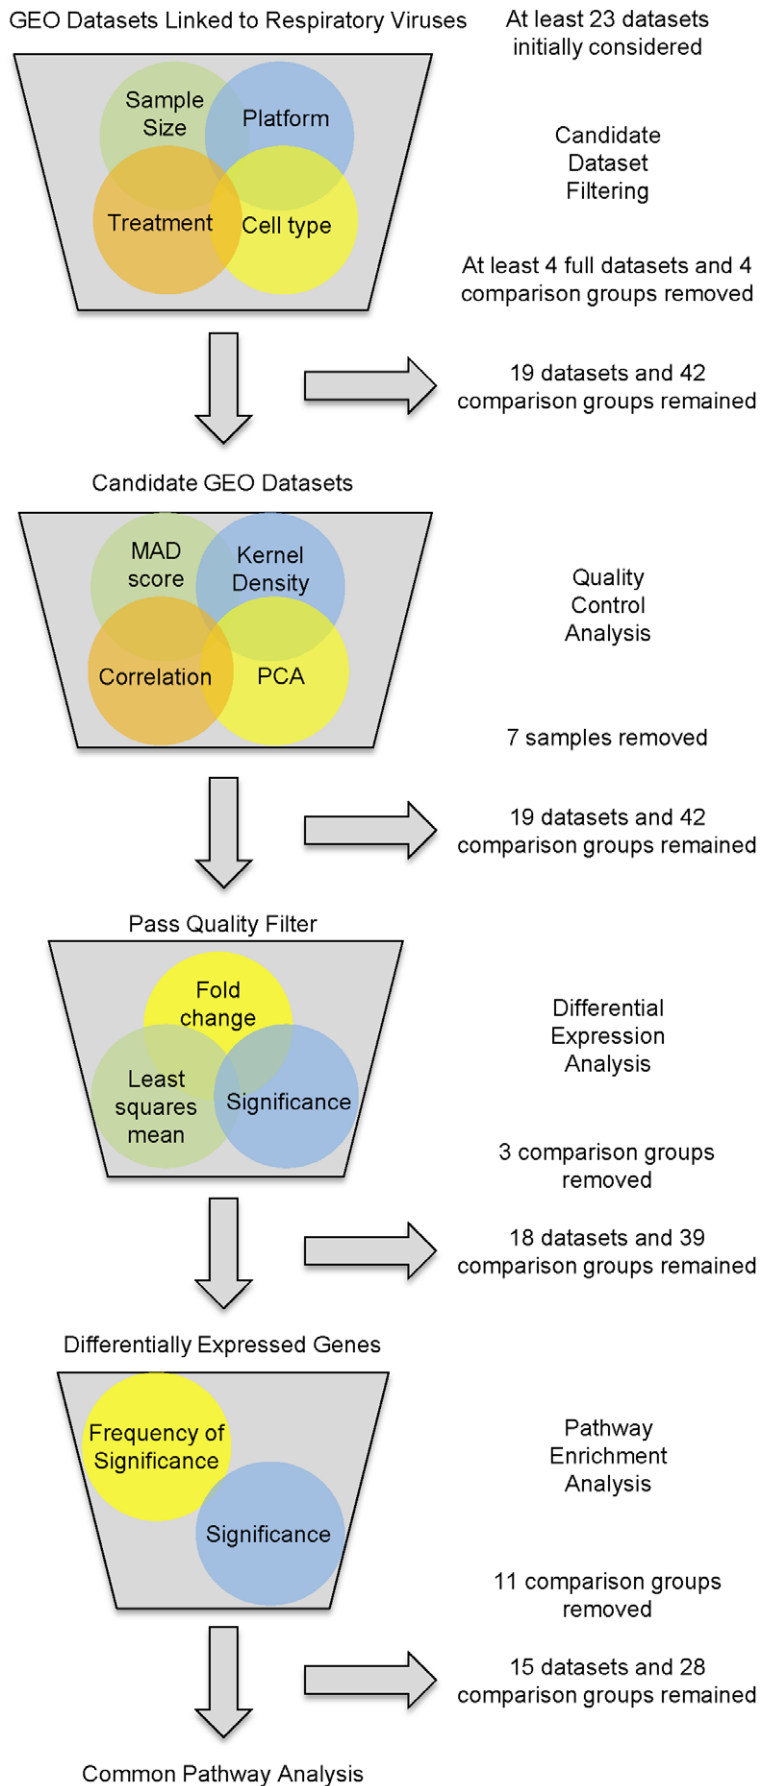 GEO Datasets Linked to Respiratory Viruses
At least 23 datasets
initially considered
Sample
Size
Platform
Treatment
Cell type
Candidate
Dataset
Filtering
At least 4 full datasets and 4
comparison groups removed
19 datasets and 42
comparison groups remained
Candidate GEO Datasets
MAD
score
Kernel
Density
Correlation
PCA
Quality
Control
Analysis
7 samples removed
19 datasets and 42
comparison groups remained
Pass Quality Filter
Fold
change
Least
squares
mean
Significance
Differential
Expression
Analysis
3 comparison groups
removed
18 datasets and 39
comparison groups remained
Differentially Expressed Genes
Frequency of
Significance
Significance
Pathway
Enrichment
Analysis
11 comparison groups
removed
15 datasets and 28
comparison groups remained
Common Pathway Analysis